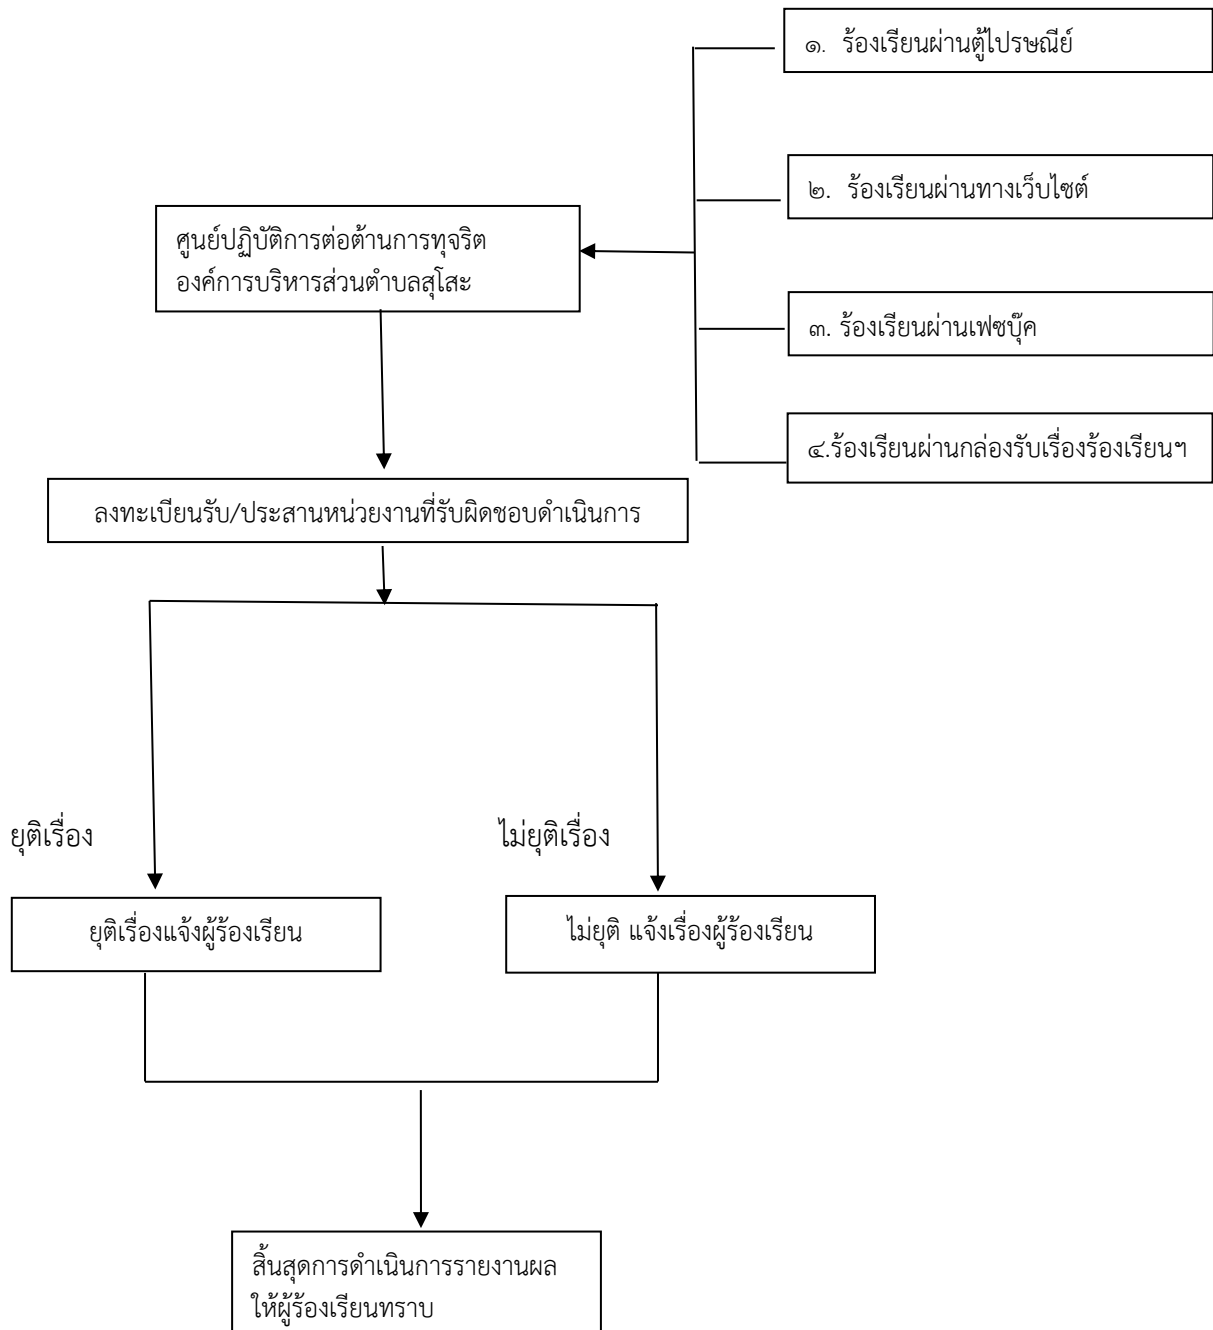 ๑. ร้องเรียนผ่านตู้ไปรษณีย์
๒. ร้องเรียนผ่านทางเว็บไซต์
ศูนย์ปฏิบัติการต่อต้านการทุจริต
องค์การบริหารส่วนตำบลสุโสะ
๓. ร้องเรียนผ่านเฟซบุ๊ค
๔.ร้องเรียนผ่านกล่องรับเรื่องร้องเรียนฯ
ลงทะเบียนรับ/ประสานหน่วยงานที่รับผิดชอบดำเนินการ
ยุติเรื่อง
ไม่ยุติเรื่อง
ยุติเรื่องแจ้งผู้ร้องเรียน
ไม่ยุติ แจ้งเรื่องผู้ร้องเรียน
สิ้นสุดการดำเนินการรายงานผล
ให้ผู้ร้องเรียนทราบ